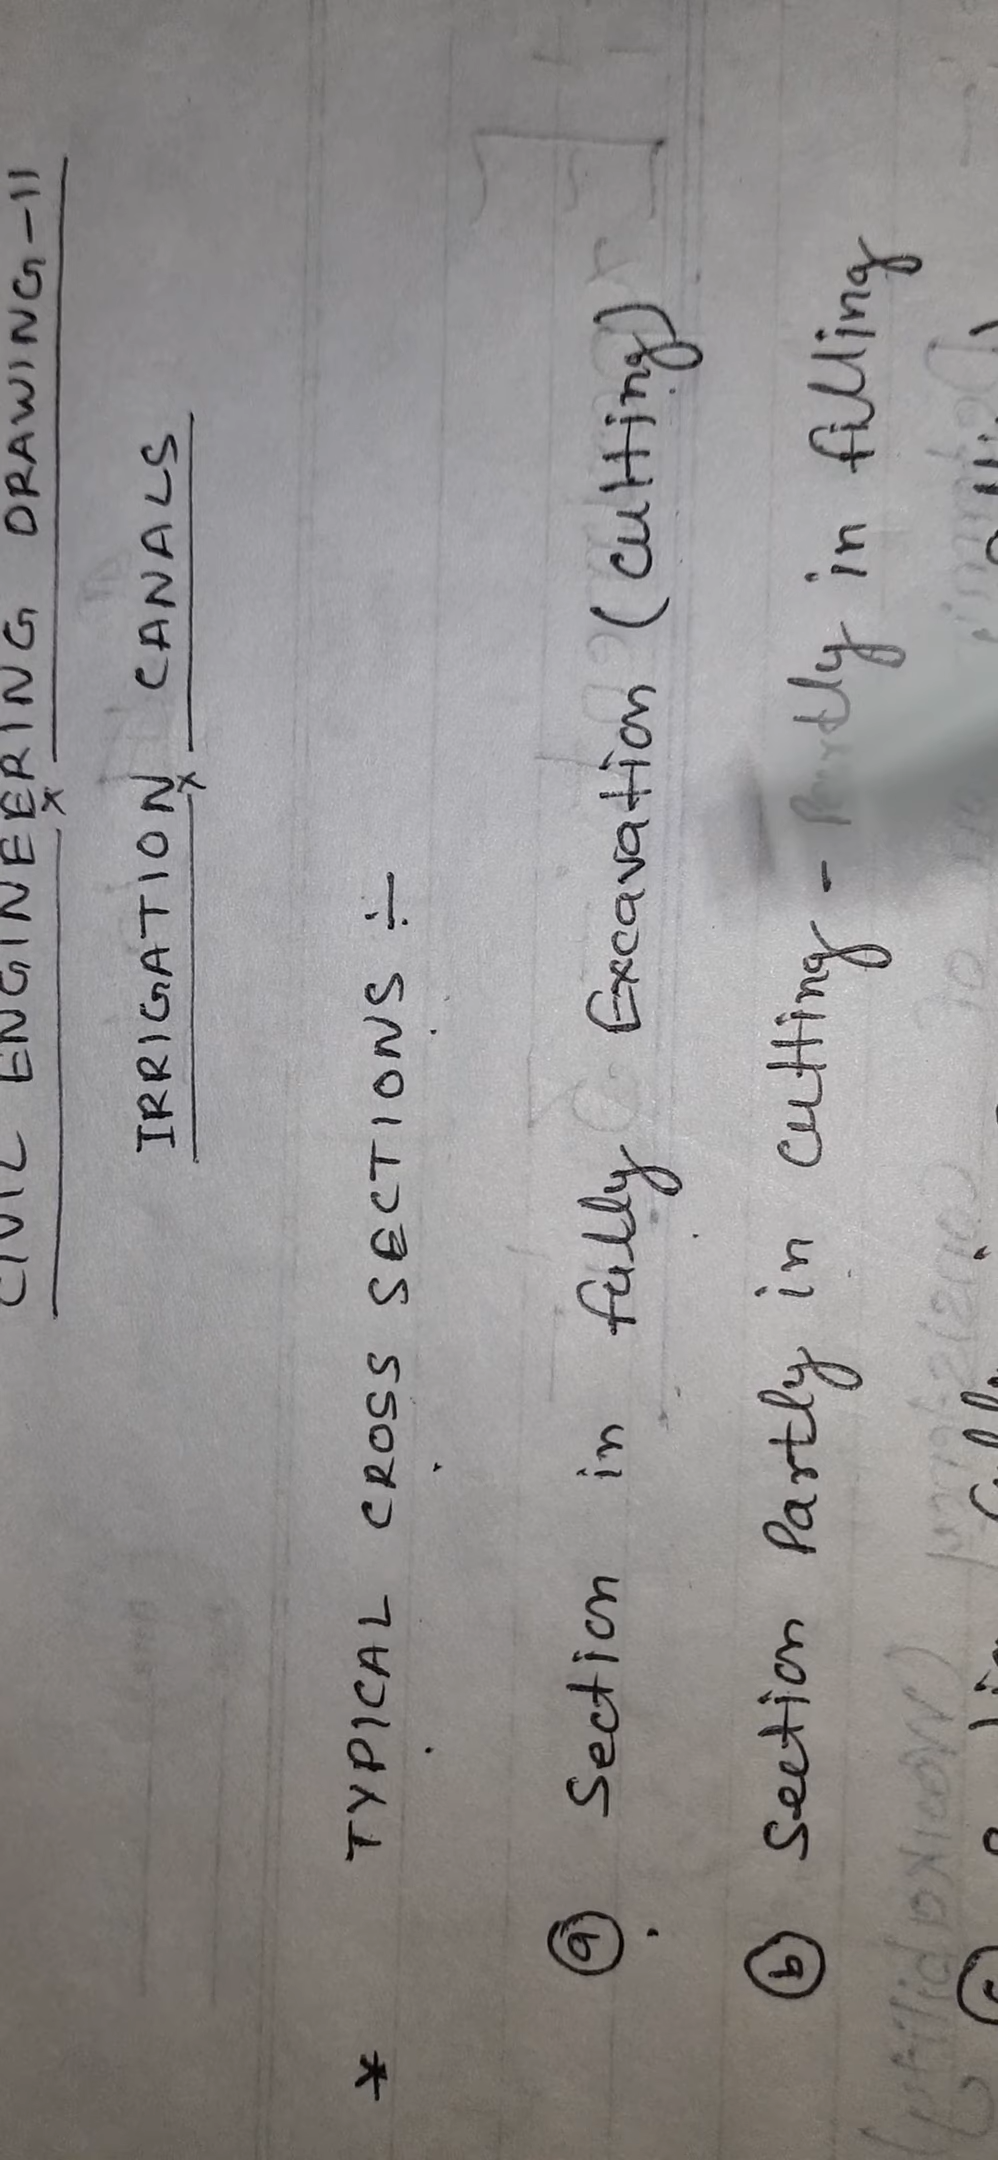 CIVIL ENGINEERING DRAWING-II
IRRIGATION CANALS
* TYPICAL CROSS SECTIONS ÷
(a) Section in fully Excavation (cutting)
(b) Section Partly in cutting - Partly in filling